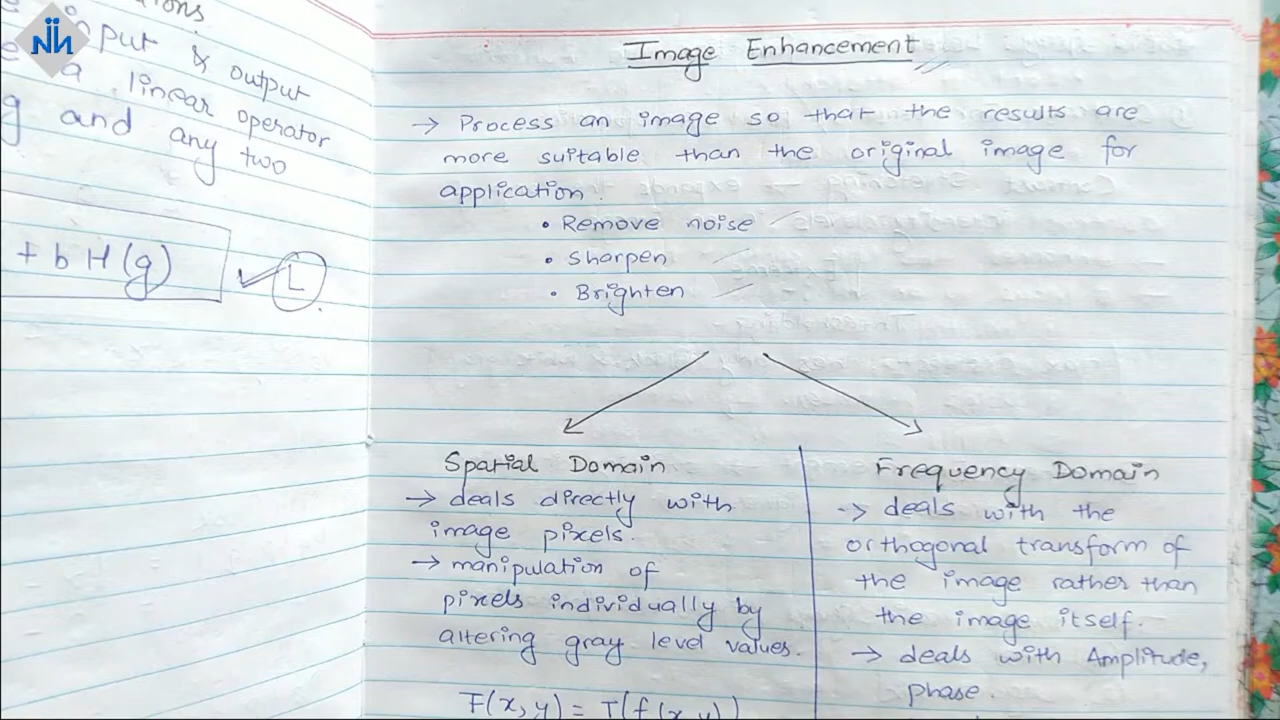 put & output
a linear operator
g and any two
+ b H(g)
L
Image Enhancement
→ Process an image so that the results are
more suitable than the original image for
application.
• Remove noise
• Sharpen
• Brighten
Spatial Domain
→ deals directly with
image pixels.
→ manipulation of
pixels individually by
altering gray level values.
F(x, y) = T(f(x, y))
Frequency Domain
-> deals with the
orthogonal transform of
the image rather than
the image itself.
→ deals with Amplitude,
phase.